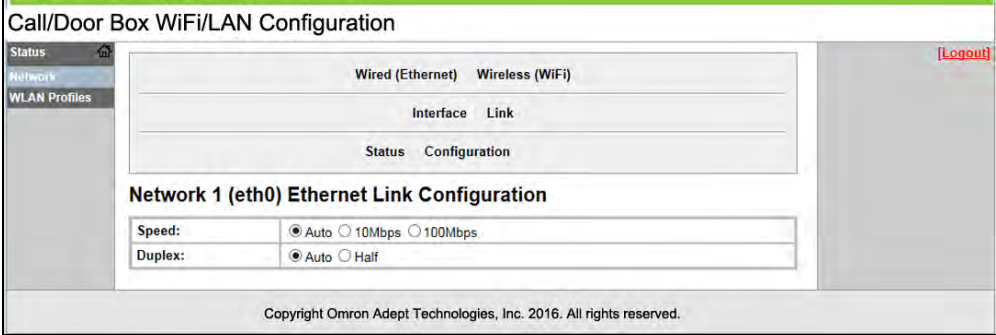 Call/Door Box WiFi/LAN Configuration
Status
Network
WLAN Profiles
[Logout]
Wired (Ethernet) Wireless (WiFi)
Interface Link
Status Configuration
Network 1 (eth0) Ethernet Link Configuration
Speed: Auto 10Mbps 100Mbps
Duplex: Auto Half
Copyright Omron Adept Technologies, Inc. 2016. All rights reserved.